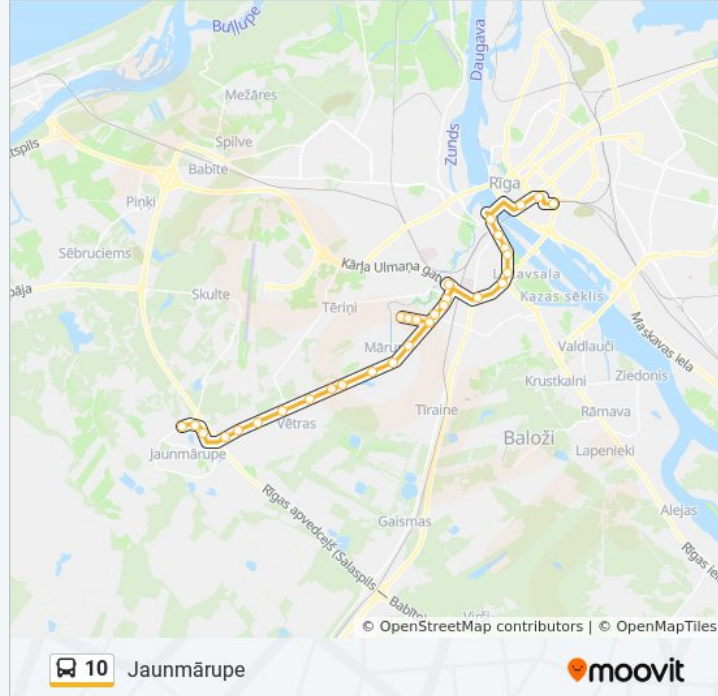 Buļļupe
Daugava
Mežāres
Spilve
Zunds
Babīte
Rīga
Piņķi
Sēbruciems
Kārļa Ulmaņa gatve
Skulte
Kazas sēklis
Tēriņi
Maskavas iela
Valdlauči
Ziedonis
Krustkalni
Tīraine
Rāmava
Vētras
Baloži
Lapenieki
Jaunmārupe
Rīgas apvedceļš (Salaspils — Babīte)
Alejas
Gaismas
© OpenStreetMap contributors | © OpenMapTiles
10 Jaunmārupe
moovit